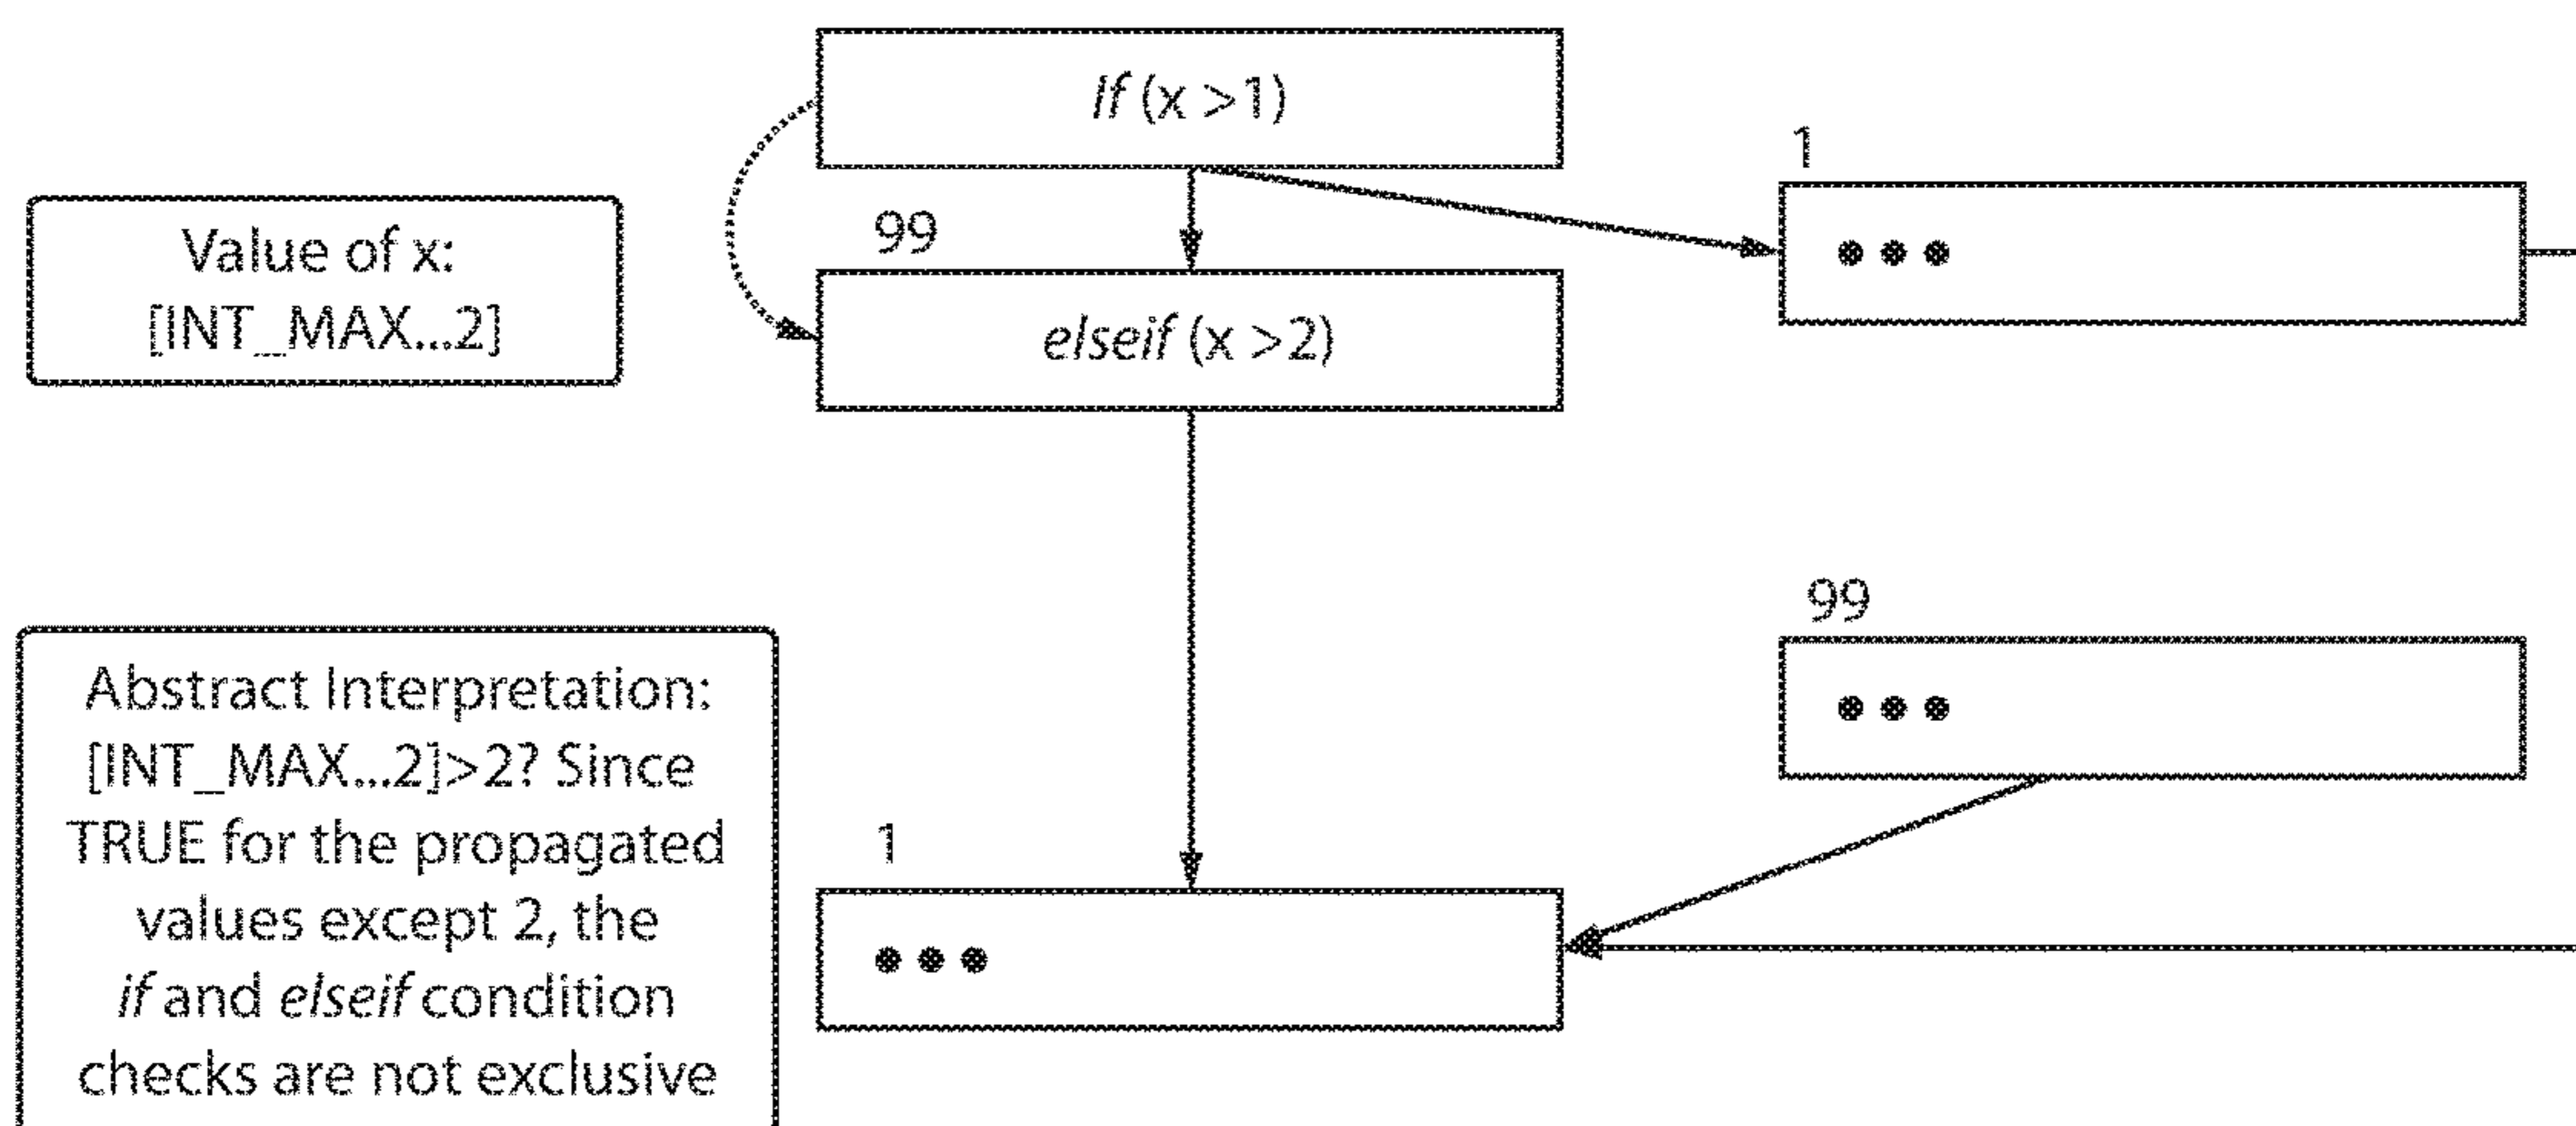 If (x >1)
1
Value of x:
[INT_MAX...2]
99
elseif (x >2)
99
Abstract Interpretation:
[INT_MAX...2]>2? Since
TRUE for the propagated
values except 2, the
if and elseif condition
checks are not exclusive
1